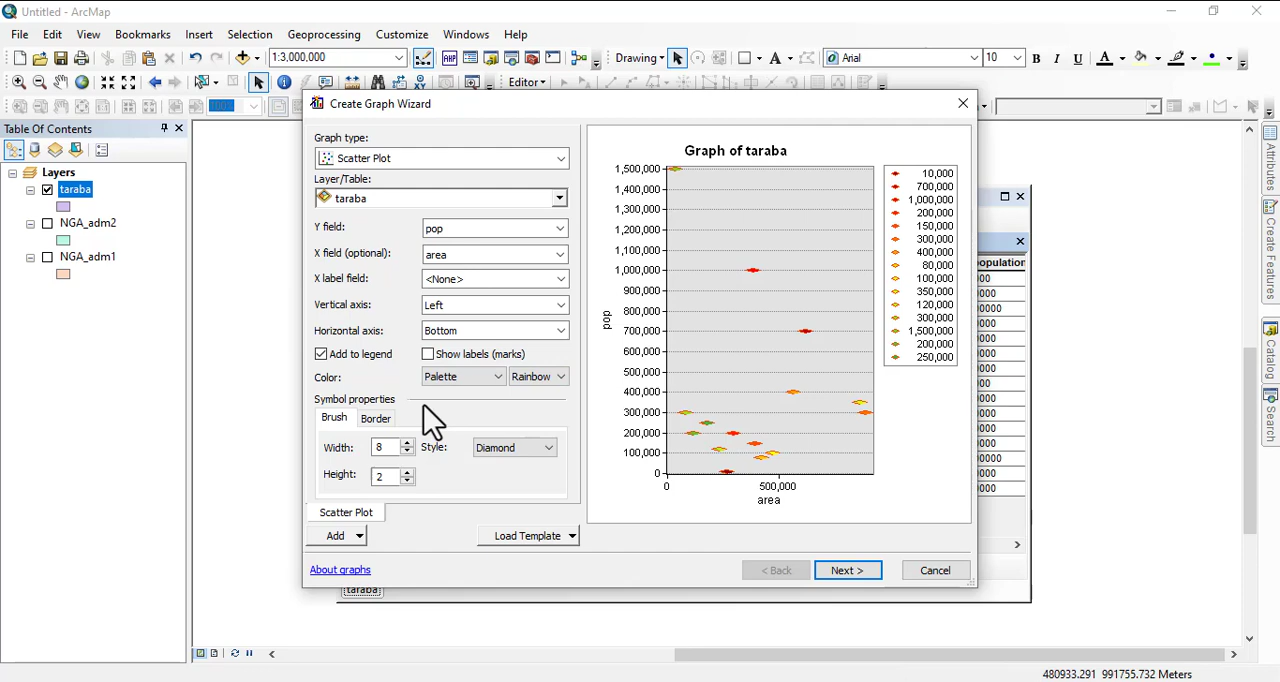 Untitled - ArcMap
File Edit View Bookmarks Insert Selection Geoprocessing Customize Windows Help
1:3,000,000
Drawing
Arial
10
B I U A
Editor
Table Of Contents
Layers
taraba
NGA_adm2
NGA_adm1
Create Graph Wizard
Graph type:
Scatter Plot
Layer/Table:
taraba
Y field: pop
X field (optional): area
X label field: <None>
Vertical axis: Left
Horizontal axis: Bottom
Add to legend Show labels (marks)
Color: Palette Rainbow
Symbol properties
Brush Border
Width: 8 Style: Diamond
Height: 2
Scatter Plot
Add Load Template
About graphs
< Back Next > Cancel
Graph of taraba
1,500,000
1,400,000
1,300,000
1,200,000
1,100,000
1,000,000
900,000
800,000
700,000
600,000
500,000
400,000
300,000
200,000
100,000
0
pop
0 500,000
area
10,000
700,000
1,000,000
200,000
150,000
300,000
400,000
80,000
100,000
350,000
120,000
300,000
1,500,000
200,000
250,000
population
taraba
Attributes
Create Features
Catalog
Search
480933.291 991755.732 Meters